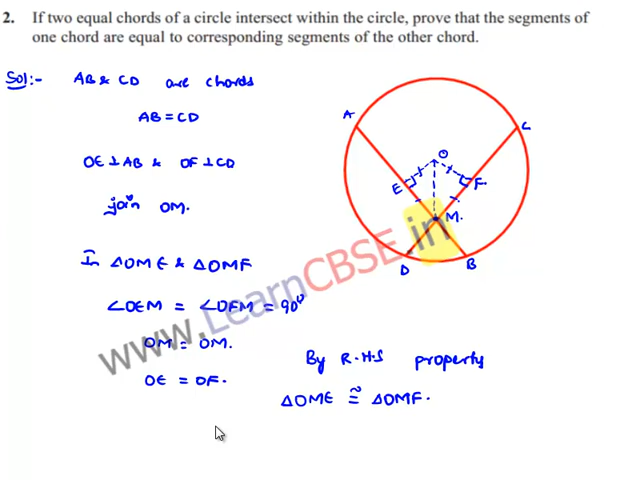 2. If two equal chords of a circle intersect within the circle, prove that the segments of
one chord are equal to corresponding segments of the other chord.
Sol:- AB & CD are chords
AB = CD
OE ⊥ AB & OF ⊥ CD
join OM.
In ΔOME & ΔOMF
∠OEM = ∠OFM = 90°
OM = OM.
OE = OF.
By R.H.S property
ΔOME ≅ ΔOMF.
A
C
O
E
F
M.
D
B
www.LearnCBSE.in